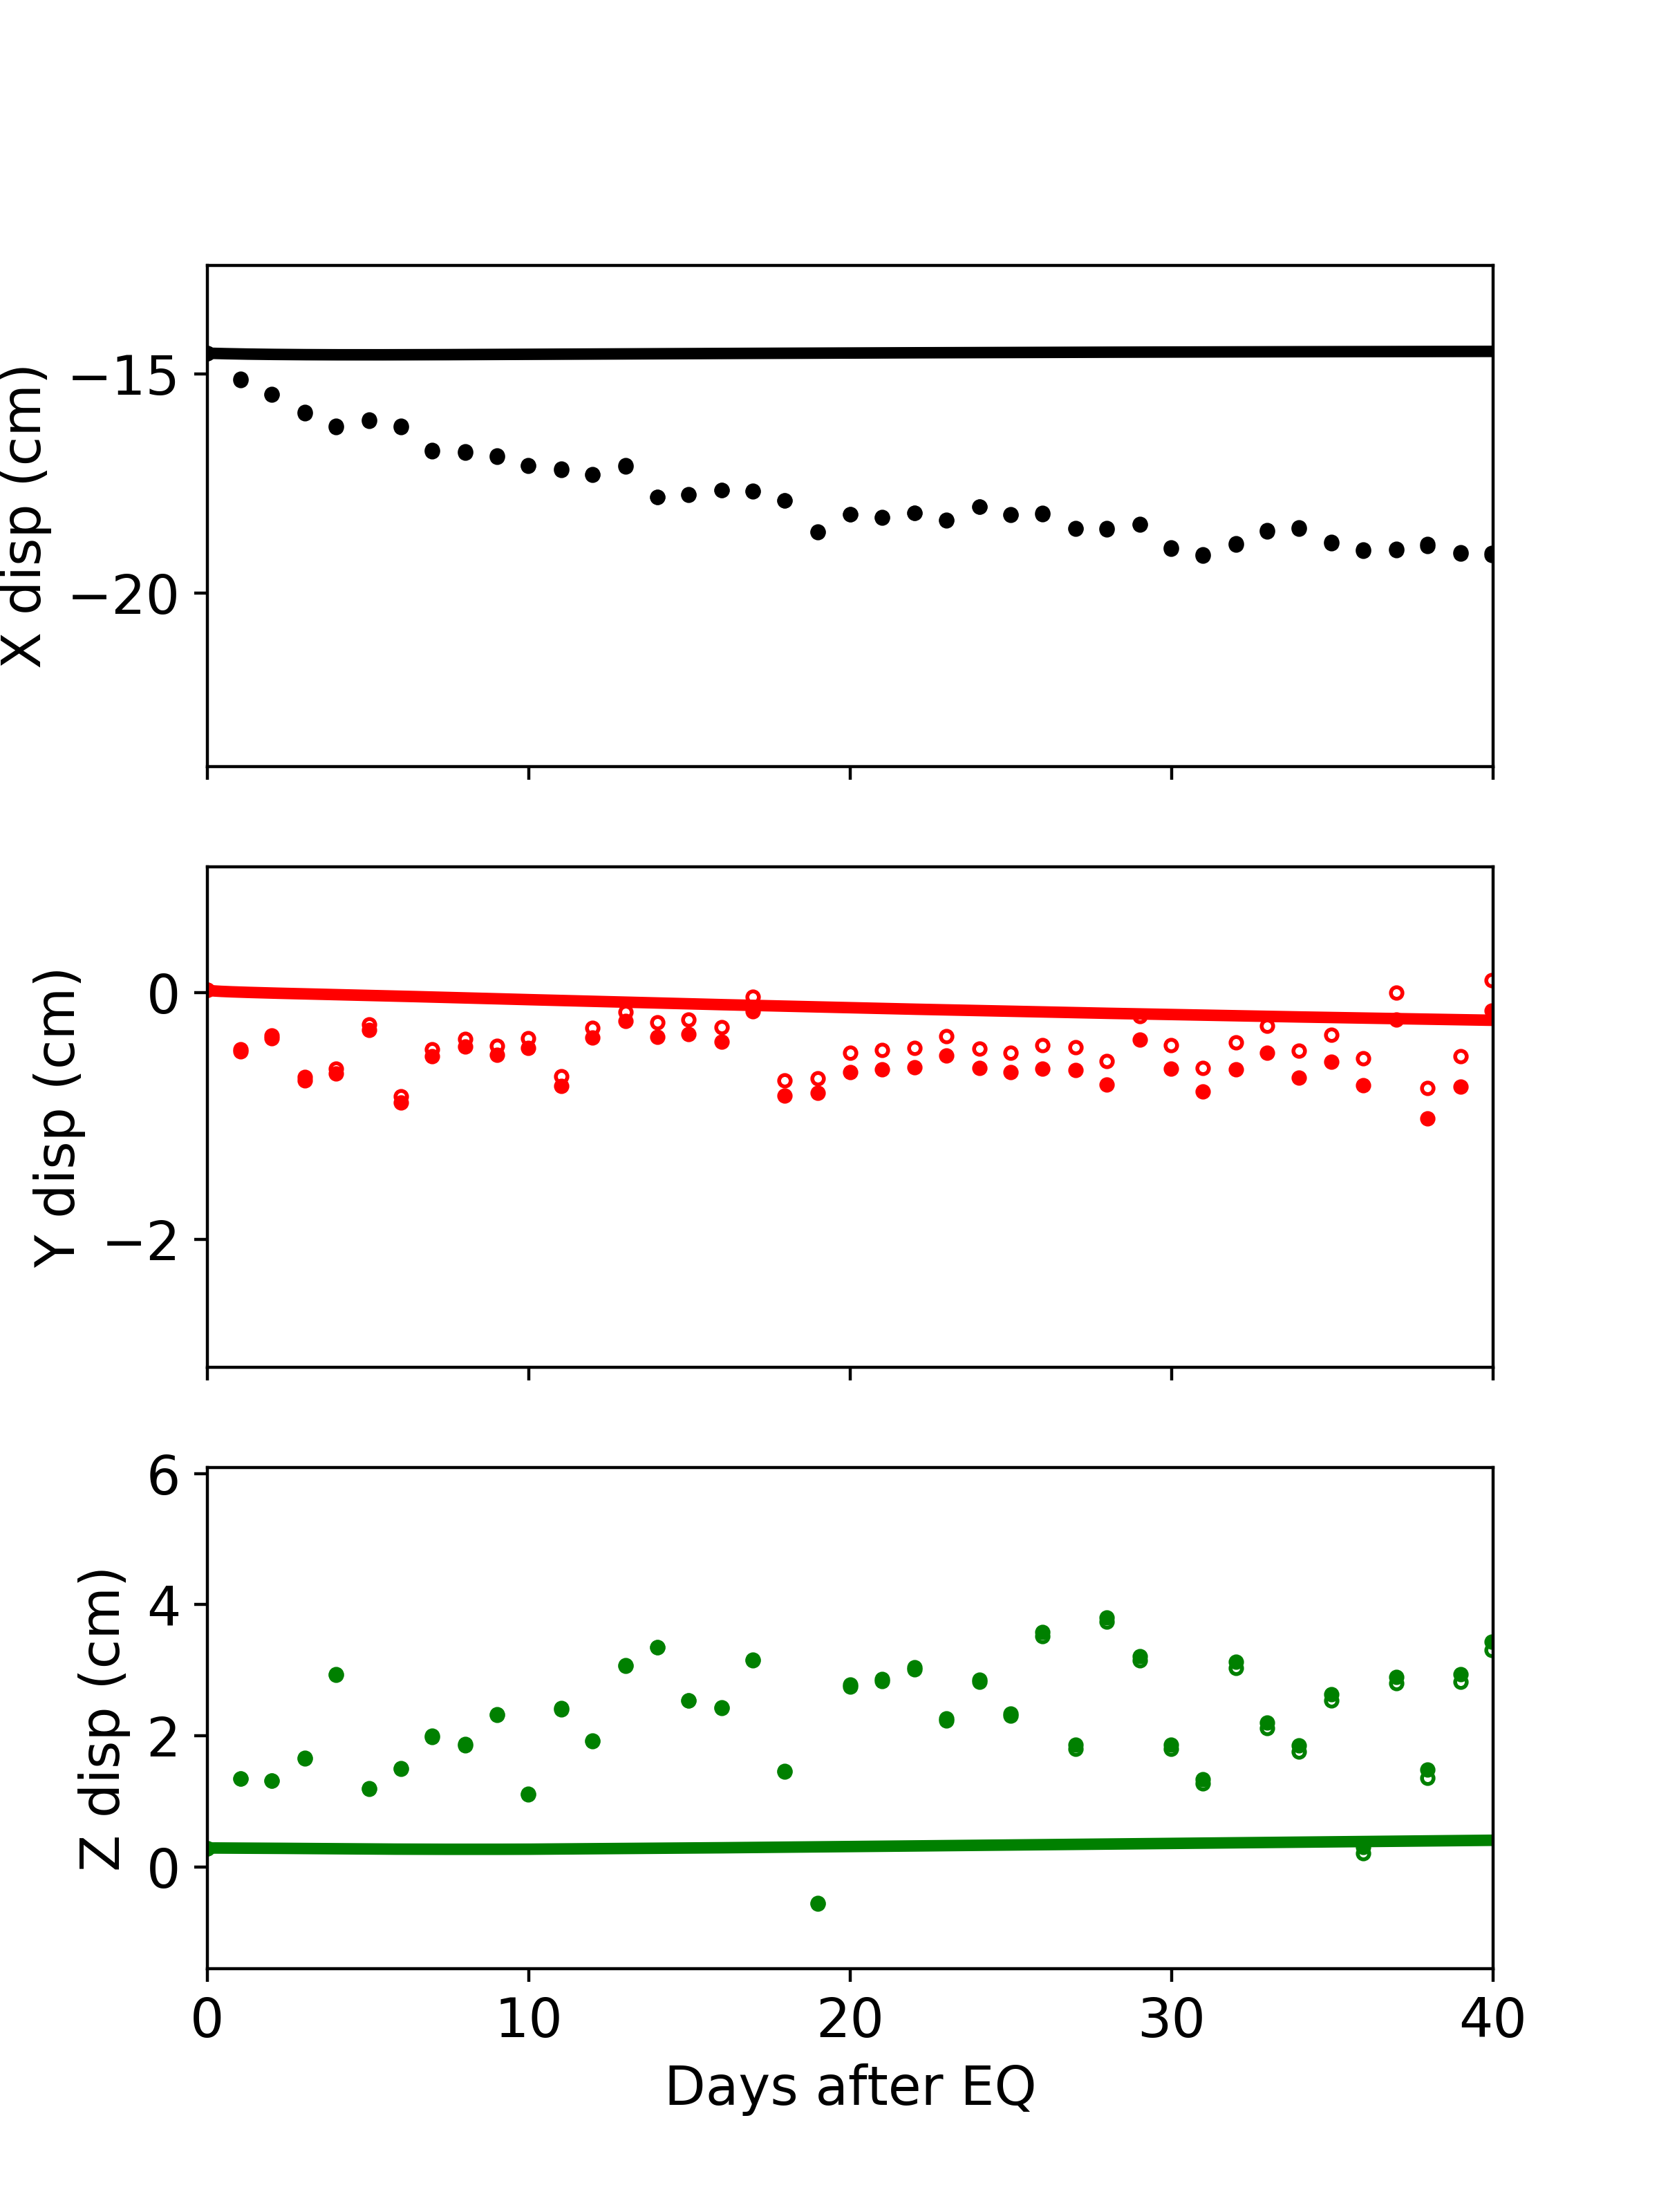 X disp (cm)
−15
−20
Y disp (cm)
0
−2
Z disp (cm)
6
4
2
0
0 10 20 30 40
Days after EQ